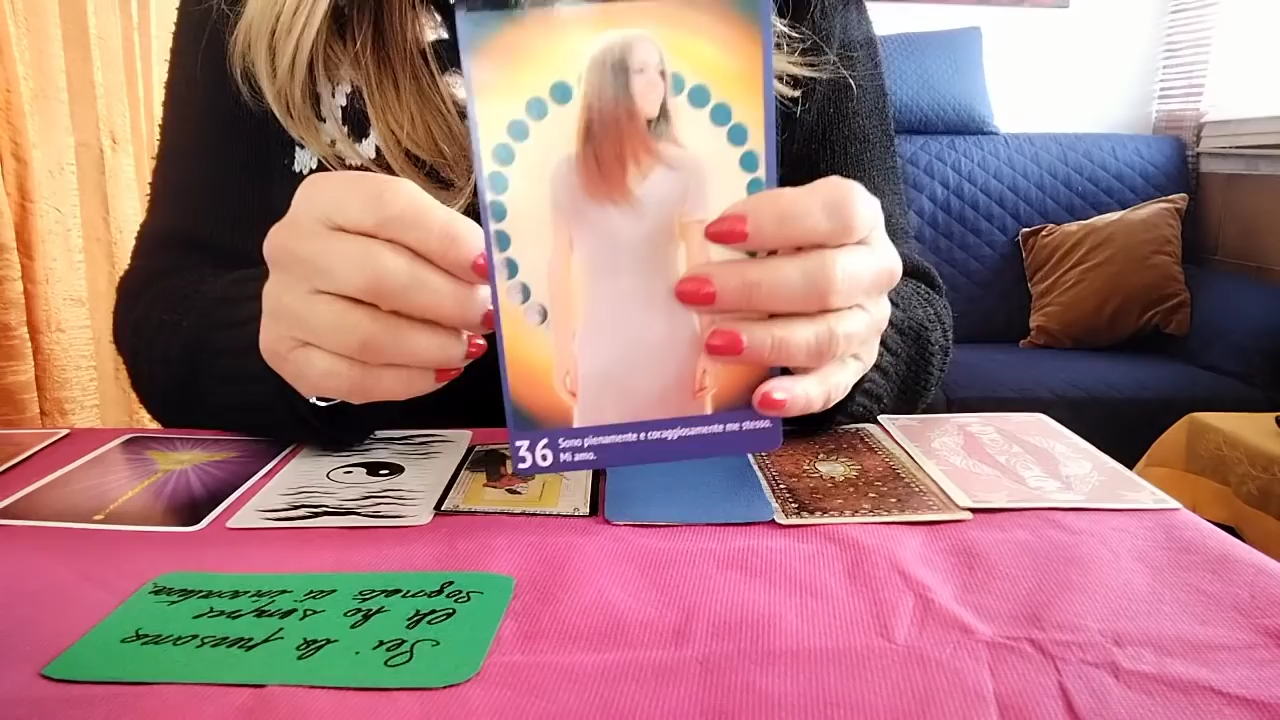 36
Sono pienamente e coraggiosamente me stesso.
Mi amo.
Sei la persona
che ho sempre
sognato di incontrare.